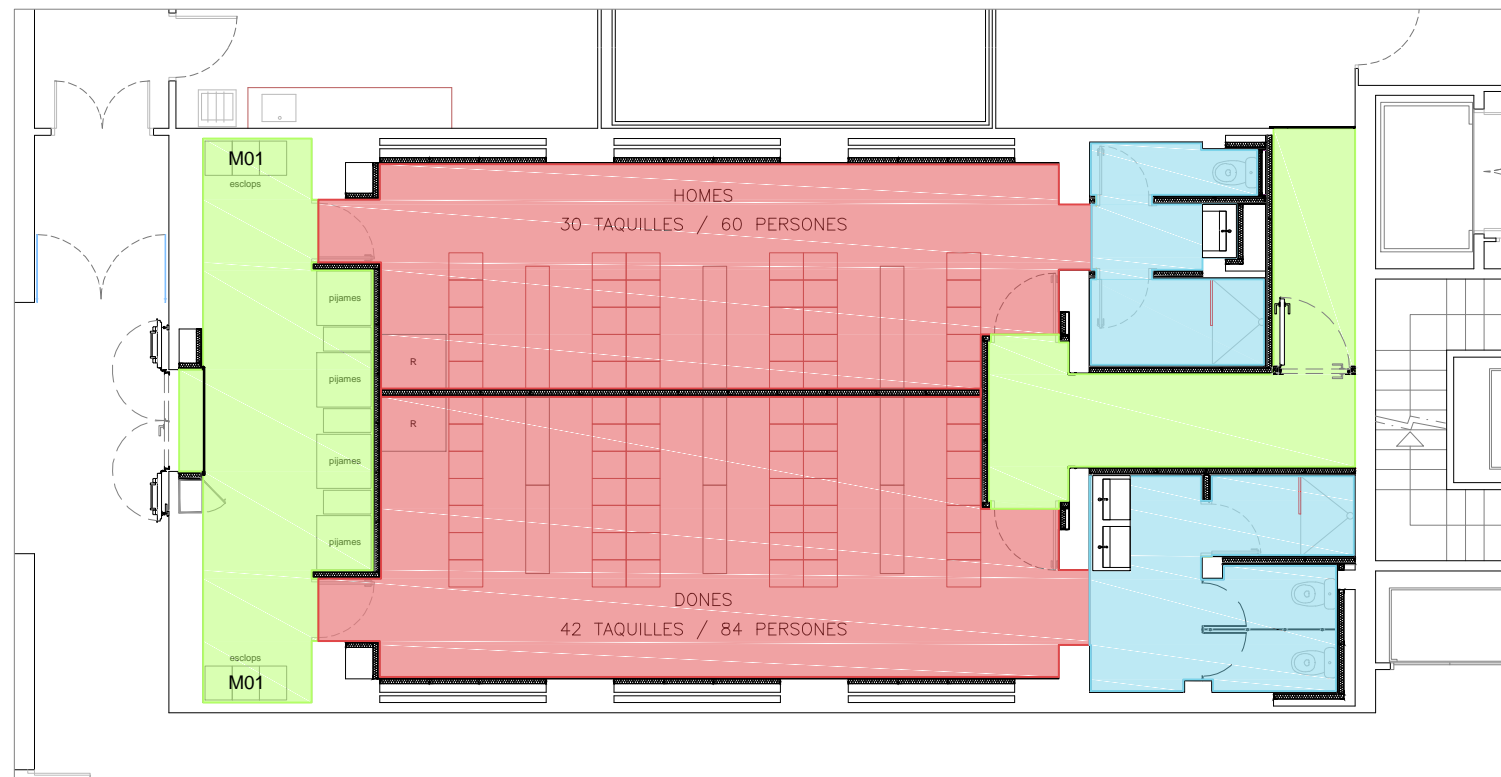 M01
esclops
HOMES
30 TAQUILLES / 60 PERSONES
pijames
R
pijames
R
pijames
pijames
DONES
42 TAQUILLES / 84 PERSONES
esclops
M01